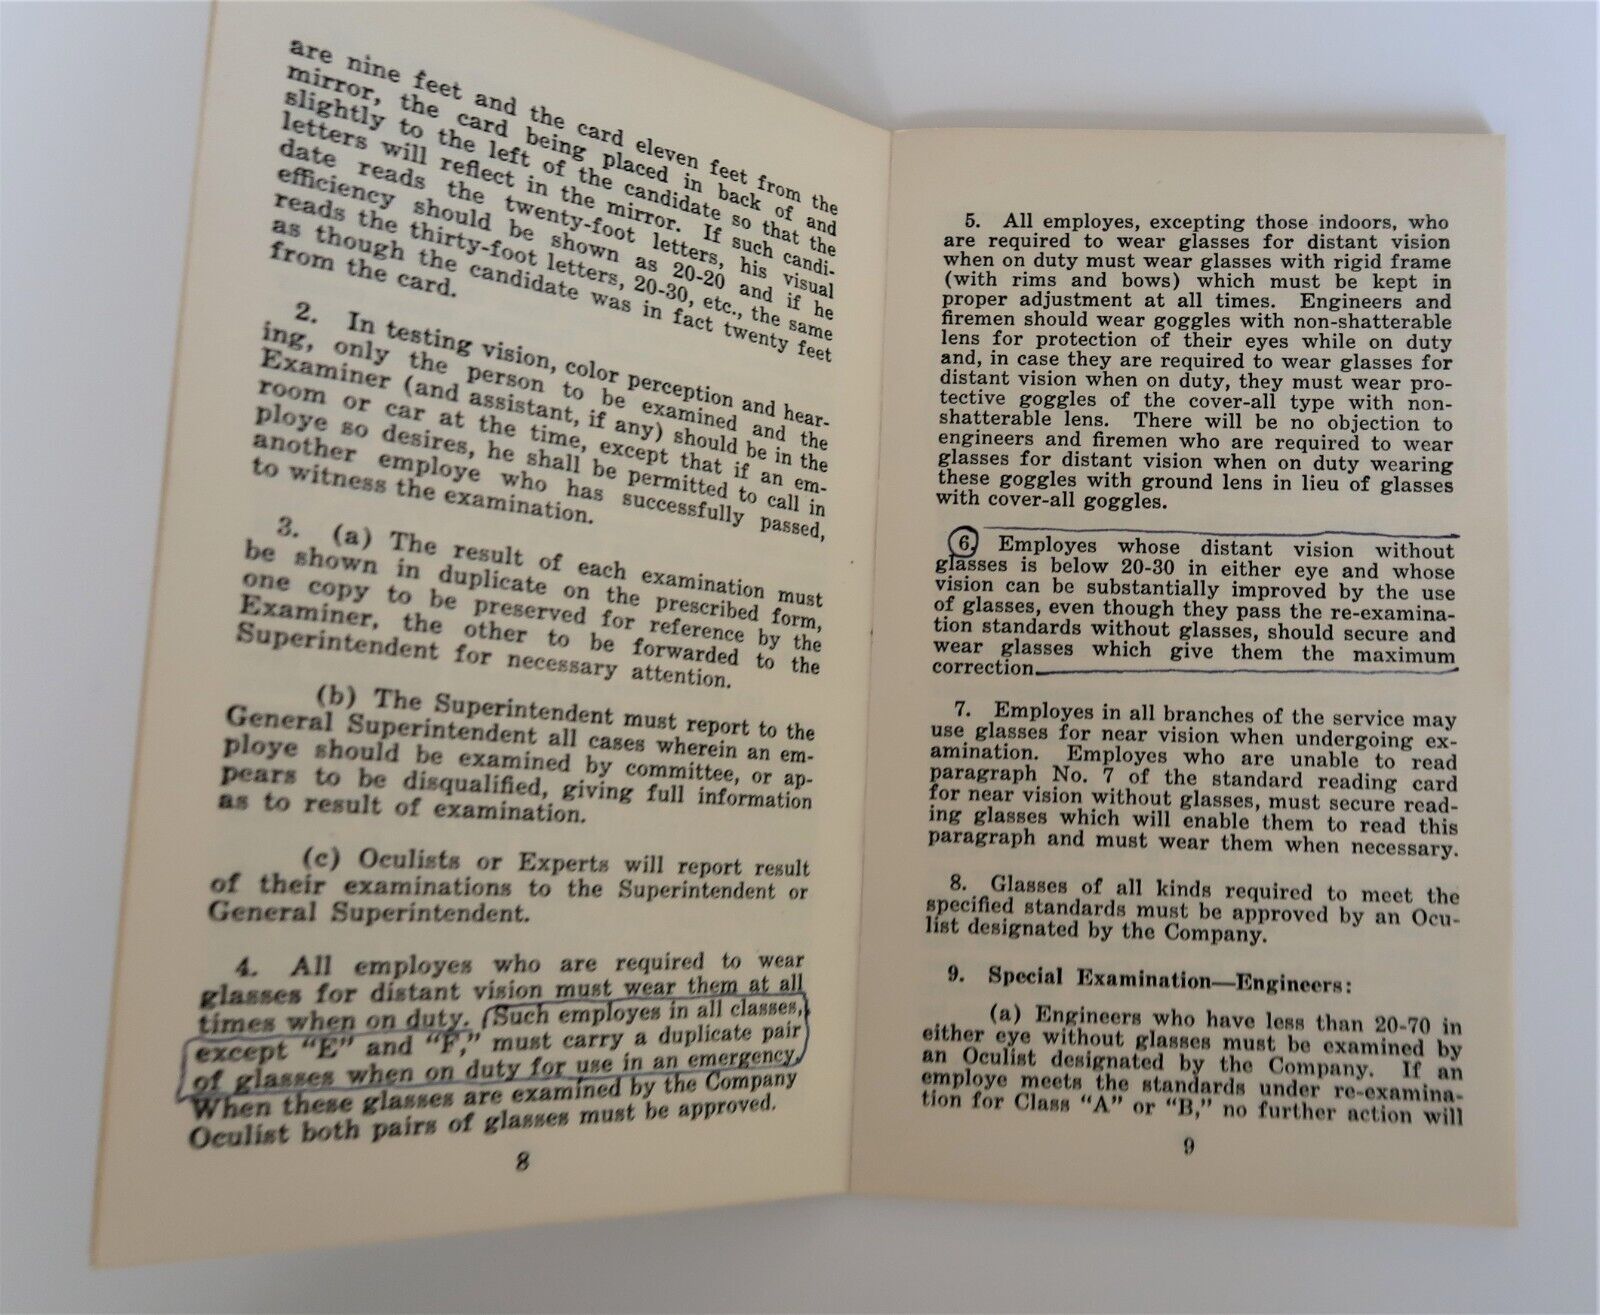 are nine feet and the card eleven feet from the
mirror, the card being placed in back of and
slightly to the left of the candidate so that the
letters will reflect in the mirror. If such candi-
date reads the twenty-foot letters, his visual
efficiency should be shown as 20-20 and if he
reads the thirty-foot letters, 20-30, etc., the same
as though the candidate was in fact twenty feet
from the card.
2. In testing vision, color perception and hear-
ing, only the person to be examined and the
Examiner (and assistant, if any) should be in the
room or car at the time, except that if an em-
ploye so desires, he shall be permitted to call in
another employe who has successfully passed,
to witness the examination.
3. (a) The result of each examination must
be shown in duplicate on the prescribed form,
one copy to be preserved for reference by the
Examiner, the other to be forwarded to the
Superintendent for necessary attention.
(b) The Superintendent must report to the
General Superintendent all cases wherein an em-
ploye should be examined by committee, or ap-
pears to be disqualified, giving full information
as to result of examination.
(c) Oculists or Experts will report result
of their examinations to the Superintendent or
General Superintendent.
4. All employes who are required to wear
glasses for distant vision must wear them at all
times when on duty. (Such employes in all classes,
except "E" and "F," must carry a duplicate pair
of glasses when on duty for use in an emergency.
When these glasses are examined by the Company
Oculist both pairs of glasses must be approved.
8
5. All employes, excepting those indoors, who
are required to wear glasses for distant vision
when on duty must wear glasses with rigid frame
(with rims and bows) which must be kept in
proper adjustment at all times. Engineers and
firemen should wear goggles with non-shatterable
lens for protection of their eyes while on duty
and, in case they are required to wear glasses for
distant vision when on duty, they must wear pro-
tective goggles of the cover-all type with non-
shatterable lens. There will be no objection to
engineers and firemen who are required to wear
glasses for distant vision when on duty wearing
these goggles with ground lens in lieu of glasses
with cover-all goggles.
6. Employes whose distant vision without
glasses is below 20-30 in either eye and whose
vision can be substantially improved by the use
of glasses, even though they pass the re-examina-
tion standards without glasses, should secure and
wear glasses which give them the maximum
correction.
7. Employes in all branches of the service may
use glasses for near vision when undergoing ex-
amination. Employes who are unable to read
paragraph No. 7 of the standard reading card
for near vision without glasses, must secure read-
ing glasses which will enable them to read this
paragraph and must wear them when necessary.
8. Glasses of all kinds required to meet the
specified standards must be approved by an Ocu-
list designated by the Company.
9. Special Examination—Engineers:
(a) Engineers who have less than 20-70 in
either eye without glasses must be examined by
an Oculist designated by the Company. If an
employe meets the standards under re-examina-
tion for Class "A" or "B," no further action will
9